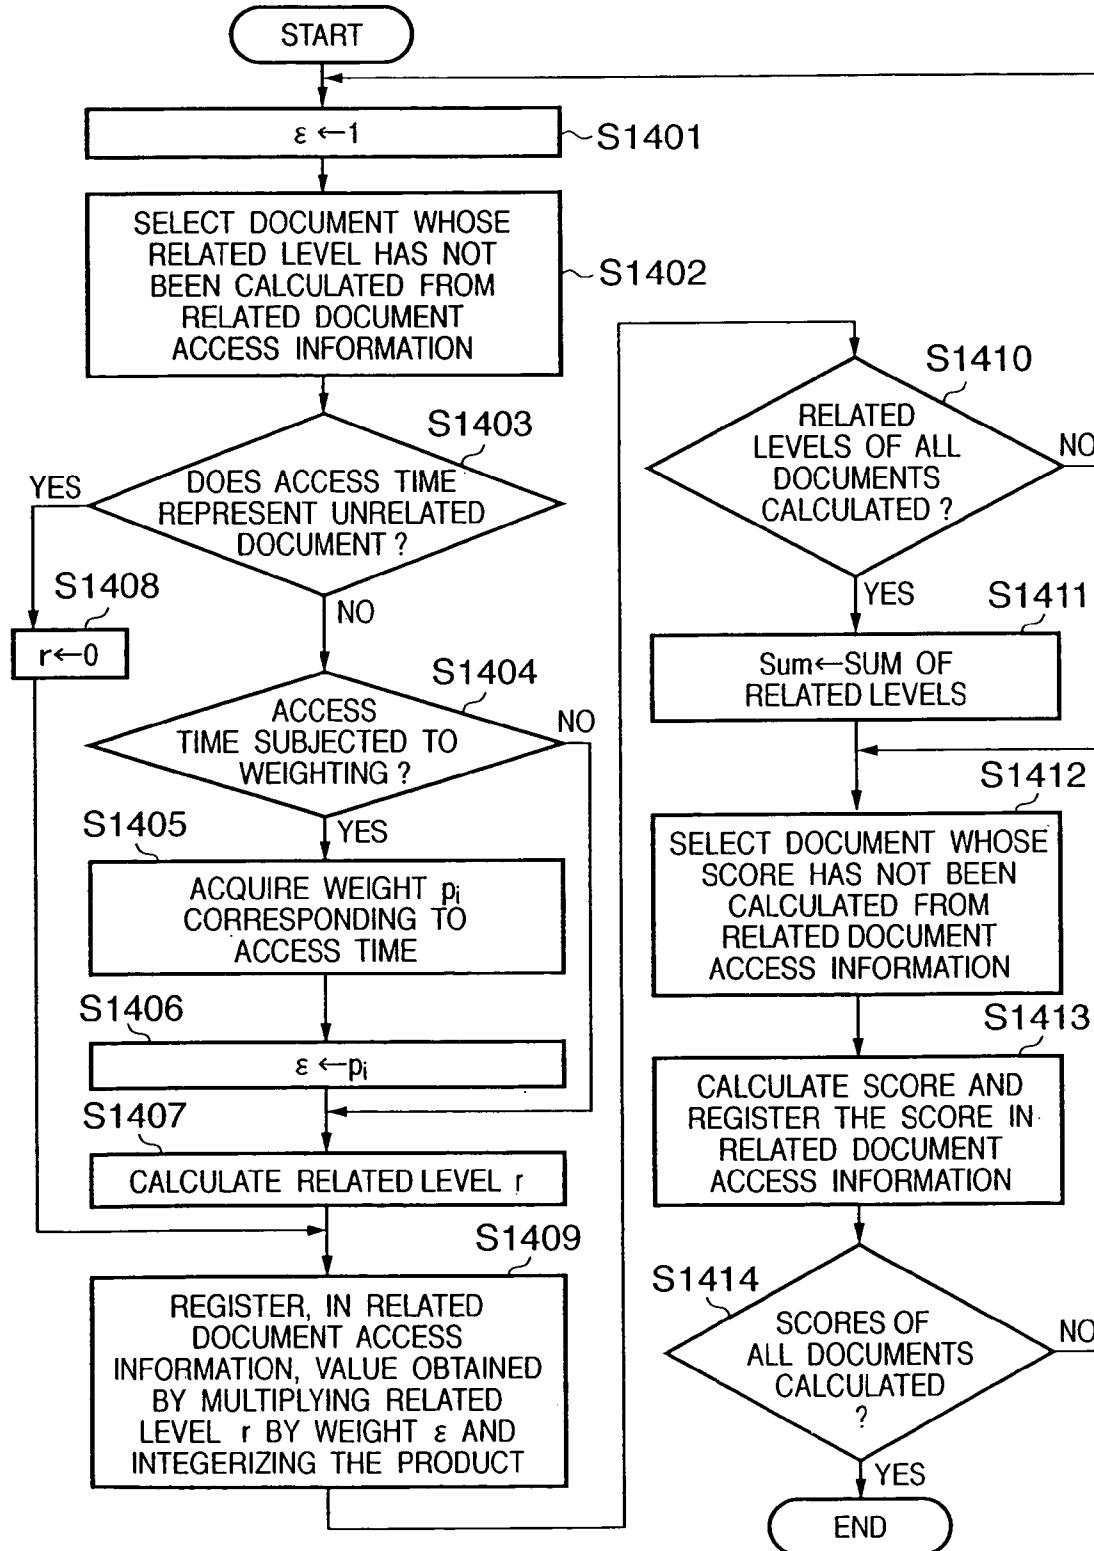 START
ε ←1
S1401
SELECT DOCUMENT WHOSE
RELATED LEVEL HAS NOT
BEEN CALCULATED FROM
RELATED DOCUMENT
ACCESS INFORMATION
S1402
S1403
DOES ACCESS TIME
REPRESENT UNRELATED
DOCUMENT ?
YES
NO
S1408
r←0
S1404
ACCESS
TIME SUBJECTED TO
WEIGHTING ?
NO
YES
S1405
ACQUIRE WEIGHT pi
CORRESPONDING TO
ACCESS TIME
S1406
ε ←pi
S1407
CALCULATE RELATED LEVEL r
S1409
REGISTER, IN RELATED
DOCUMENT ACCESS
INFORMATION, VALUE OBTAINED
BY MULTIPLYING RELATED
LEVEL r BY WEIGHT ε AND
INTEGERIZING THE PRODUCT
S1410
RELATED
LEVELS OF ALL
DOCUMENTS
CALCULATED ?
NO
YES
S1411
Sum←SUM OF
RELATED LEVELS
S1412
SELECT DOCUMENT WHOSE
SCORE HAS NOT BEEN
CALCULATED FROM
RELATED DOCUMENT
ACCESS INFORMATION
S1413
CALCULATE SCORE AND
REGISTER THE SCORE IN
RELATED DOCUMENT
ACCESS INFORMATION
S1414
SCORES OF
ALL DOCUMENTS
CALCULATED
?
NO
YES
END